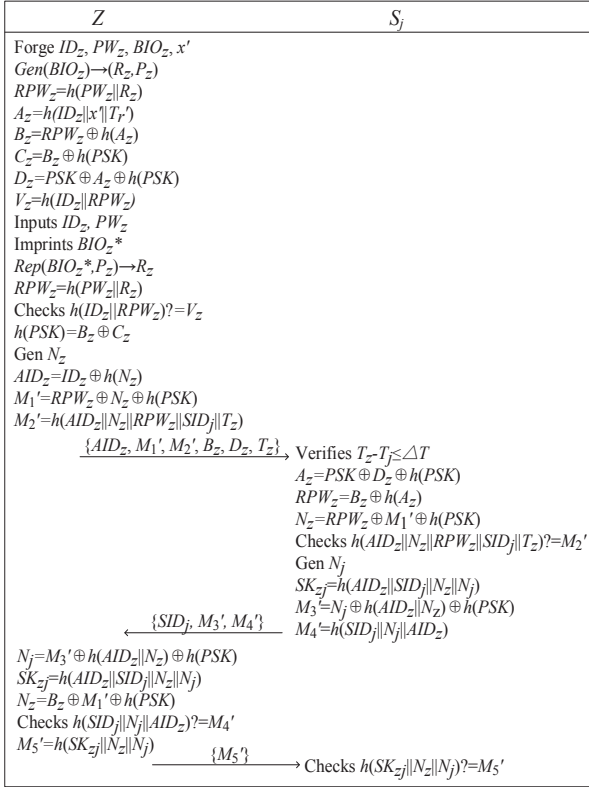 Z S_j
Forge ID_z, PW_z, BIO_z, x'
Gen(BIO_z)→(R_z,P_z)
RPW_z=h(PW_z||R_z)
A_z=h(ID_z||x'||T_r')
B_z=RPW_z⊕h(A_z)
C_z=B_z⊕h(PSK)
D_z=PSK⊕A_z⊕h(PSK)
V_z=h(ID_z||RPW_z)
Inputs ID_z, PW_z
Imprints BIO_z*
Rep(BIO_z*,P_z)→R_z
RPW_z=h(PW_z||R_z)
Checks h(ID_z||RPW_z)?=V_z
h(PSK)=B_z⊕C_z
Gen N_z
AID_z=ID_z⊕h(N_z)
M_1'=RPW_z⊕N_z⊕h(PSK)
M_2'=h(AID_z||N_z||RPW_z||SID_j||T_z)
{AID_z, M_1', M_2', B_z, D_z, T_z}
Verifies T_z-T_j≤△T
A_z=PSK⊕D_z⊕h(PSK)
RPW_z=B_z⊕h(A_z)
N_z=RPW_z⊕M_1'⊕h(PSK)
Checks h(AID_z||N_z||RPW_z||SID_j||T_z)?=M_2'
Gen N_j
SK_zj=h(AID_z||SID_j||N_z||N_j)
M_3'=N_j⊕h(AID_z||N_z)⊕h(PSK)
M_4'=h(SID_j||N_j||AID_z)
{SID_j, M_3', M_4'}
N_j=M_3'⊕h(AID_z||N_z)⊕h(PSK)
SK_zj=h(AID_z||SID_j||N_z||N_j)
N_z=B_z⊕M_1'⊕h(PSK)
Checks h(SID_j||N_j||AID_z)?=M_4'
M_5'=h(SK_zj||N_z||N_j)
{M_5'}
Checks h(SK_zj||N_z||N_j)?=M_5'